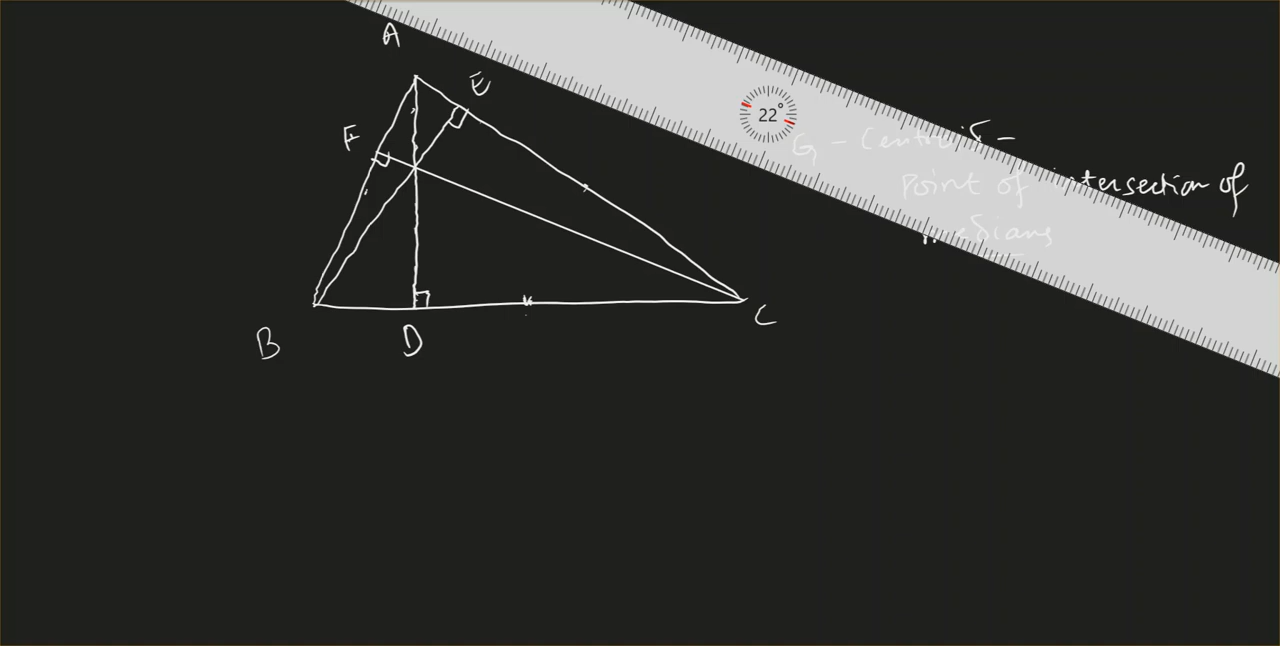 A
E
F
22°
G - Centroid -
Point of intersection of
medians
B
D
C